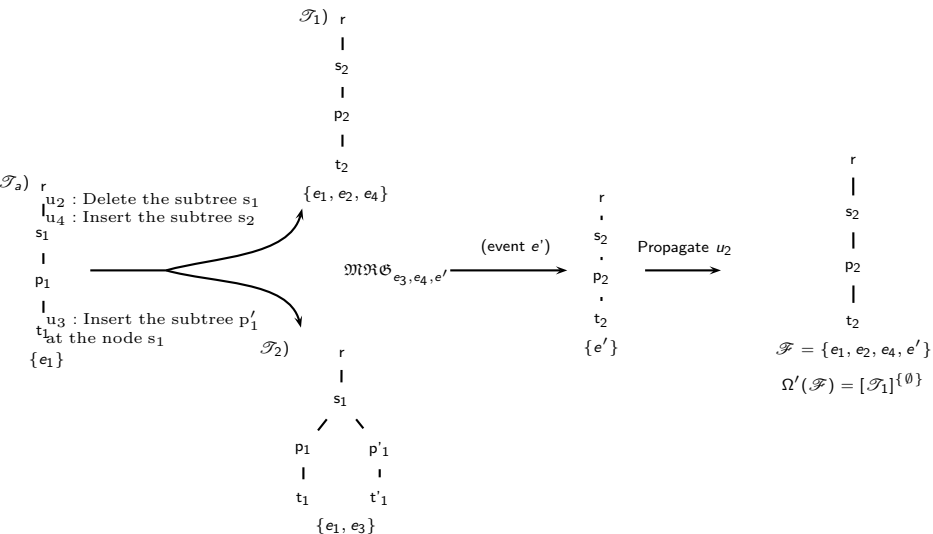 𝒯₁) r
s₂
p₂
t₂
{e₁, e₂, e₄}
𝒯ₐ) r
u₂ : Delete the subtree s₁
u₄ : Insert the subtree s₂
s₁
p₁
u₃ : Insert the subtree p′₁
t₁
at the node s₁
{e₁}
𝔐ℜ𝔊 e₃,e₄,e′
(event e')
r
s₂
p₂
t₂
{e′}
Propagate u₂
r
s₂
p₂
t₂
ℱ = {e₁, e₂, e₄, e′}
Ω′(ℱ) = [𝒯₁]^{∅}
𝒯₂) r
s₁
p₁ p'₁
t₁ t'₁
{e₁, e₃}